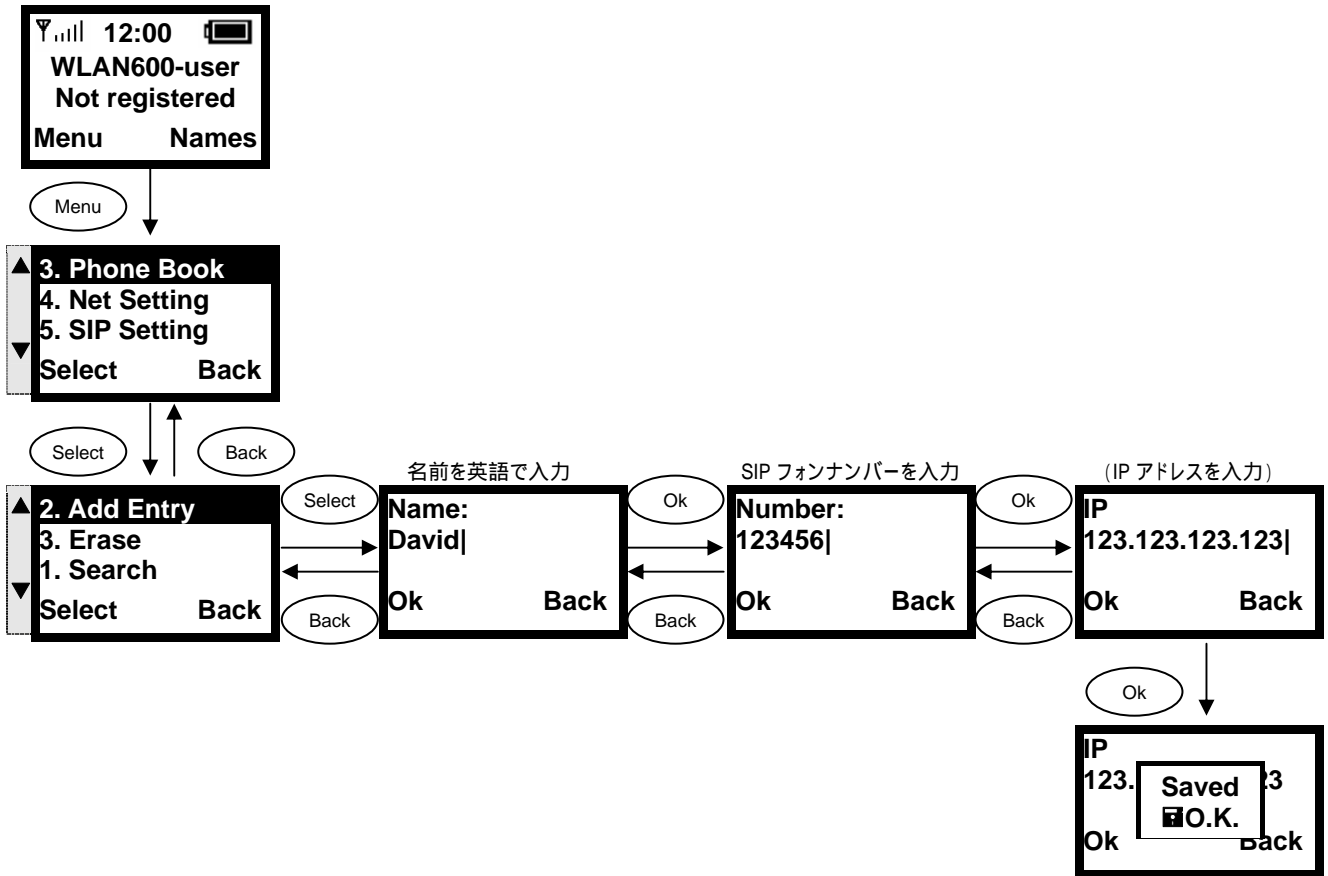 12:00
WLAN600-user
Not registered
Menu Names
Menu
3. Phone Book
4. Net Setting
5. SIP Setting
Select Back
Select
Back
2. Add Entry
3. Erase
1. Search
Select Back
Select
Back
名前を英語で入力
Name:
David|
Ok Back
Ok
Back
SIP フォンナンバーを入力
Number:
123456|
Ok Back
Ok
Back
(IP アドレスを入力)
IP
123.123.123.123|
Ok Back
Ok
IP
123. 23
Saved
O.K.
Ok Back